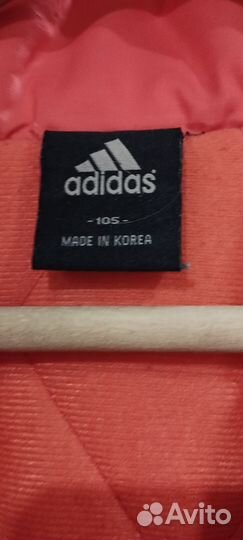 adidas
- 105 -
MADE IN KOREA
Avito